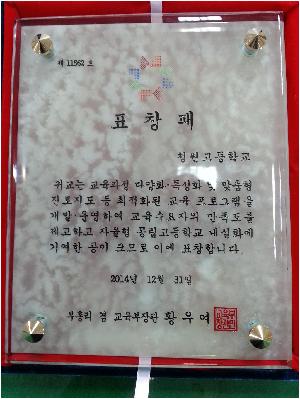 제 11562 호
표 창 패
청원고등학교
귀교는 교육과정 다양화·특성화 및 맞춤형
진로지도 등 최적화된 교육 프로그램을
개발·운영하여 교육수요자의 만족도를
제고하고 자율형 공립고등학교 내실화에
기여한 공이 크므로 이에 표창합니다.
2014년 12월 31일
부총리 겸 교육부장관 황우여